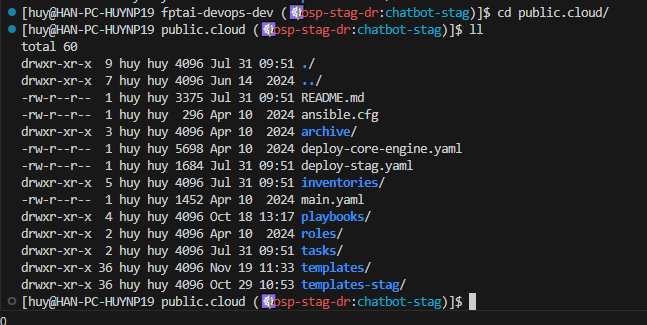 [huy@HAN-PC-HUYNP19 fptai-devops-dev (psp-stag-dr:chatbot-stag)]$ cd public.cloud/
[huy@HAN-PC-HUYNP19 public.cloud (psp-stag-dr:chatbot-stag)]$ ll
total 60
drwxr-xr-x  9 huy huy 4096 Jul 31 09:51 ./
drwxr-xr-x  7 huy huy 4096 Jun 14  2024 ../
-rw-r--r--  1 huy huy 3375 Jul 31 09:51 README.md
-rw-r--r--  1 huy huy  296 Apr 10  2024 ansible.cfg
drwxr-xr-x  3 huy huy 4096 Apr 10  2024 archive/
-rw-r--r--  1 huy huy 5698 Apr 10  2024 deploy-core-engine.yaml
-rw-r--r--  1 huy huy 1684 Jul 31 09:51 deploy-stag.yaml
drwxr-xr-x  5 huy huy 4096 Jul 31 09:51 inventories/
-rw-r--r--  1 huy huy 1452 Apr 10  2024 main.yaml
drwxr-xr-x  4 huy huy 4096 Oct 18 13:17 playbooks/
drwxr-xr-x  2 huy huy 4096 Apr 10  2024 roles/
drwxr-xr-x  2 huy huy 4096 Jul 31 09:51 tasks/
drwxr-xr-x 36 huy huy 4096 Nov 19 11:33 templates/
drwxr-xr-x 36 huy huy 4096 Oct 29 10:53 templates-stag/
[huy@HAN-PC-HUYNP19 public.cloud (psp-stag-dr:chatbot-stag)]$